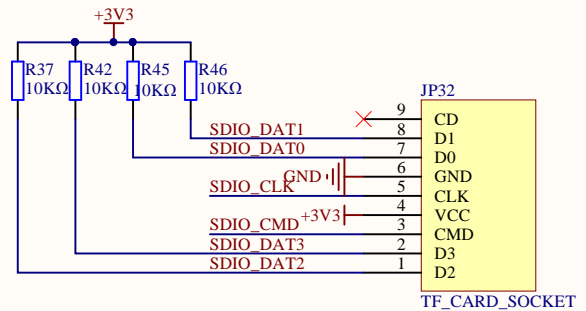 +3V3
R37 R42 R45 R46
10KΩ 10KΩ 10KΩ 10KΩ
JP32
9 CD
SDIO_DAT1 8 D1
SDIO_DAT0 7 D0
GND 6 GND
SDIO_CLK 5 CLK
+3V3 4 VCC
SDIO_CMD 3 CMD
SDIO_DAT3 2 D3
SDIO_DAT2 1 D2
TF_CARD_SOCKET